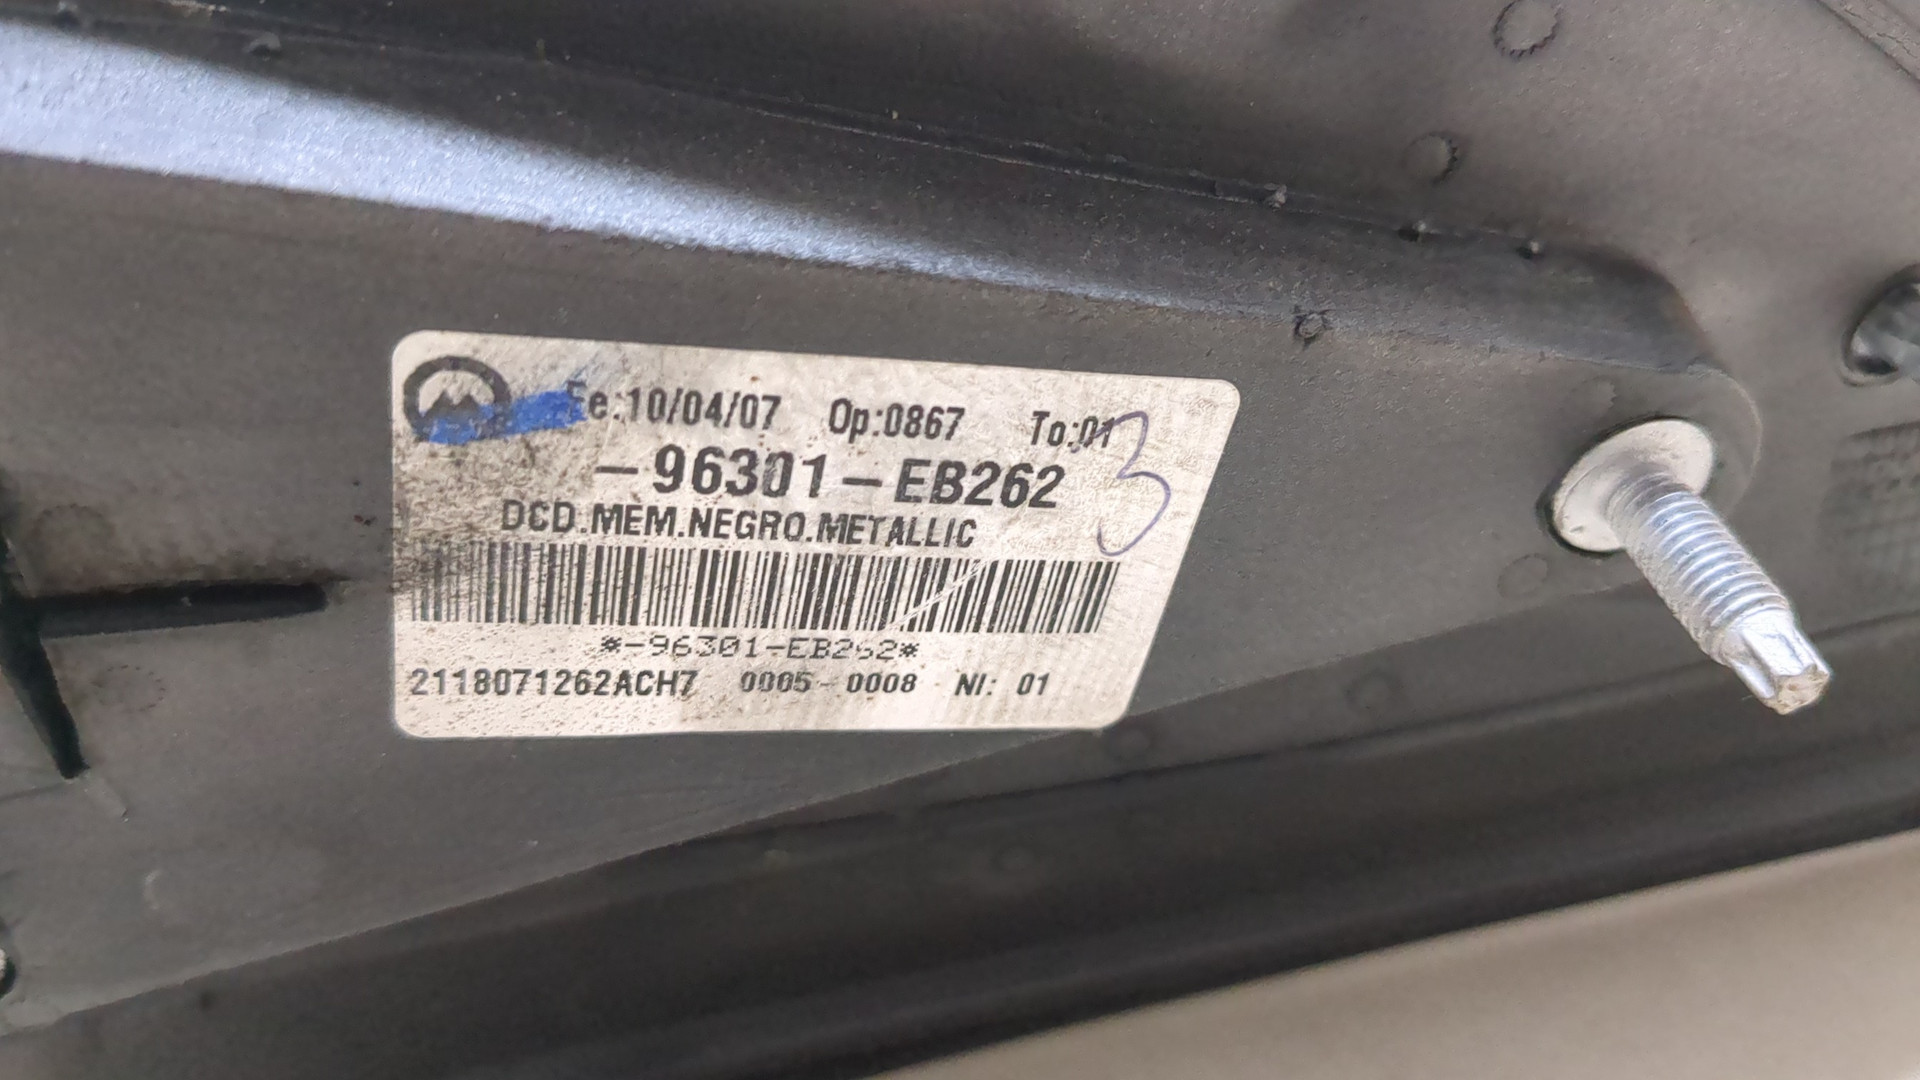 Fe:10/04/07 Op:0867 To:01
3
-96301-EB262
DCD.MEM.NEGRO.METALLIC
*-96301-EB262*
2118071262ACH7 0005-0008 NI: 01